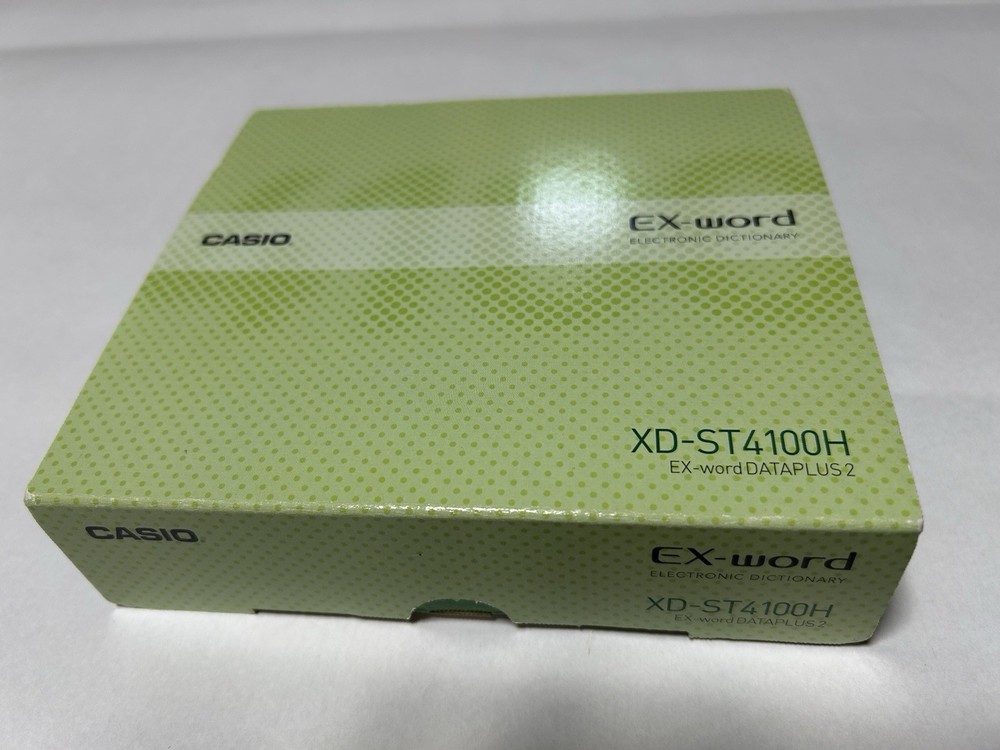 CASIO
EX-word
ELECTRONIC DICTIONARY
XD-ST4100H
EX-word DATAPLUS 2
CASIO
EX-word
ELECTRONIC DICTIONARY
XD-ST4100H
EX-word DATAPLUS 2